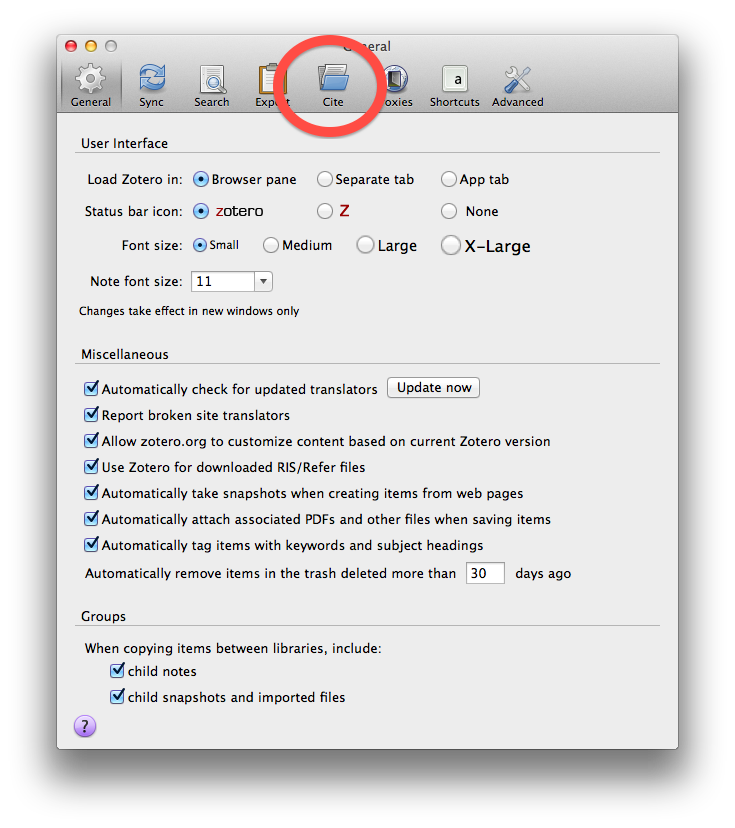 General
General Sync Search Export Cite Proxies Shortcuts Advanced
User Interface
Load Zotero in: Browser pane Separate tab App tab
Status bar icon: zotero Z None
Font size: Small Medium Large X-Large
Note font size: 11
Changes take effect in new windows only
Miscellaneous
Automatically check for updated translators Update now
Report broken site translators
Allow zotero.org to customize content based on current Zotero version
Use Zotero for downloaded RIS/Refer files
Automatically take snapshots when creating items from web pages
Automatically attach associated PDFs and other files when saving items
Automatically tag items with keywords and subject headings
Automatically remove items in the trash deleted more than 30 days ago
Groups
When copying items between libraries, include:
child notes
child snapshots and imported files
?